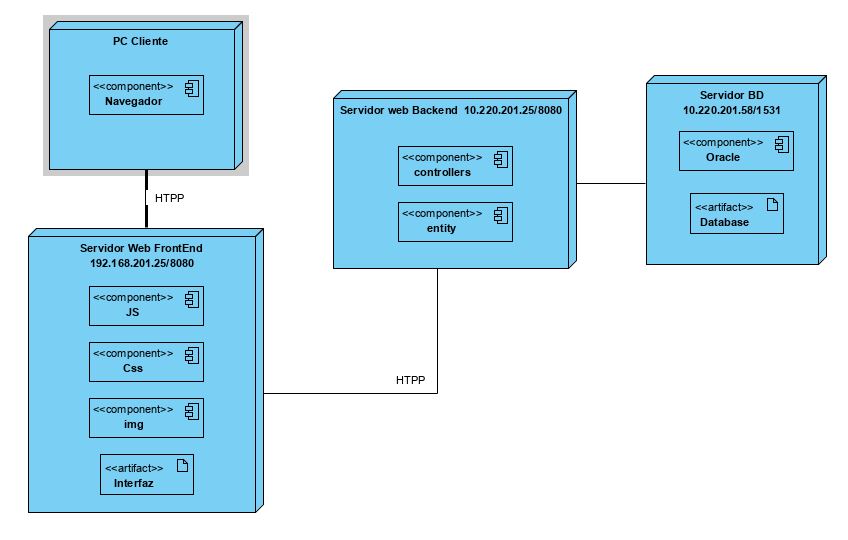 PC Cliente
<<component>>
Navegador
HTPP
Servidor Web FrontEnd
192.168.201.25/8080
<<component>>
JS
<<component>>
Css
<<component>>
img
<<artifact>>
Interfaz
HTPP
Servidor web Backend 10.220.201.25/8080
<<component>>
controllers
<<component>>
entity
Servidor BD
10.220.201.58/1531
<<component>>
Oracle
<<artifact>>
Database